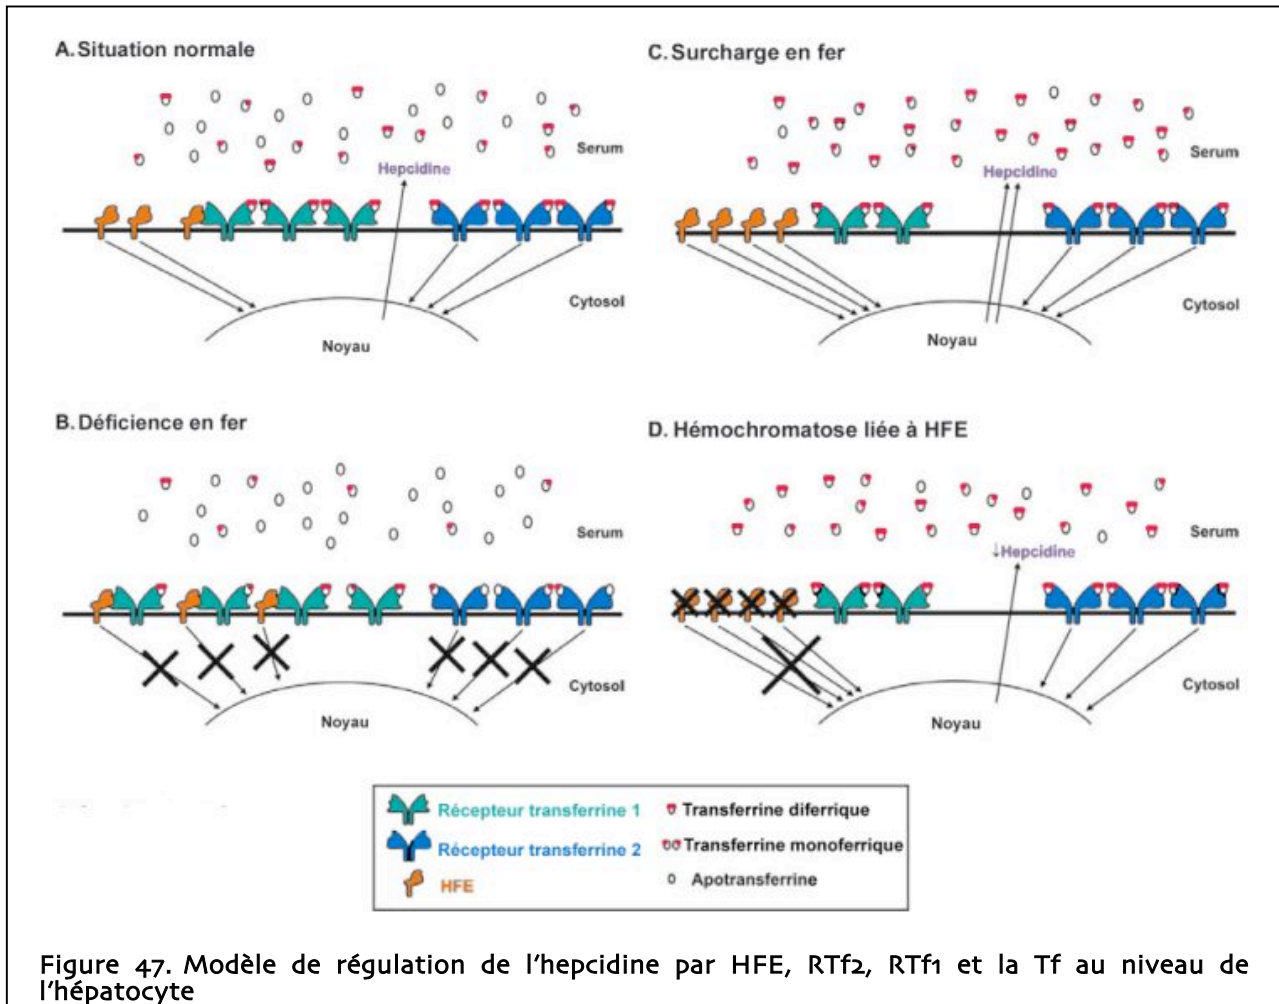 A. Situation normale
Serum
Hepcidine
Cytosol
Noyau
C. Surcharge en fer
Serum
Hepcidine
Cytosol
Noyau
B. Déficience en fer
Serum
Cytosol
Noyau
D. Hémochromatose liée à HFE
Serum
↓Hepcidine
Cytosol
Noyau
Récepteur transferrine 1
Récepteur transferrine 2
HFE
Transferrine diferrique
Transferrine monoferrique
Apotransferrine
Figure 47. Modèle de régulation de l'hepcidine par HFE, RTf2, RTf1 et la Tf au niveau de
l'hépatocyte